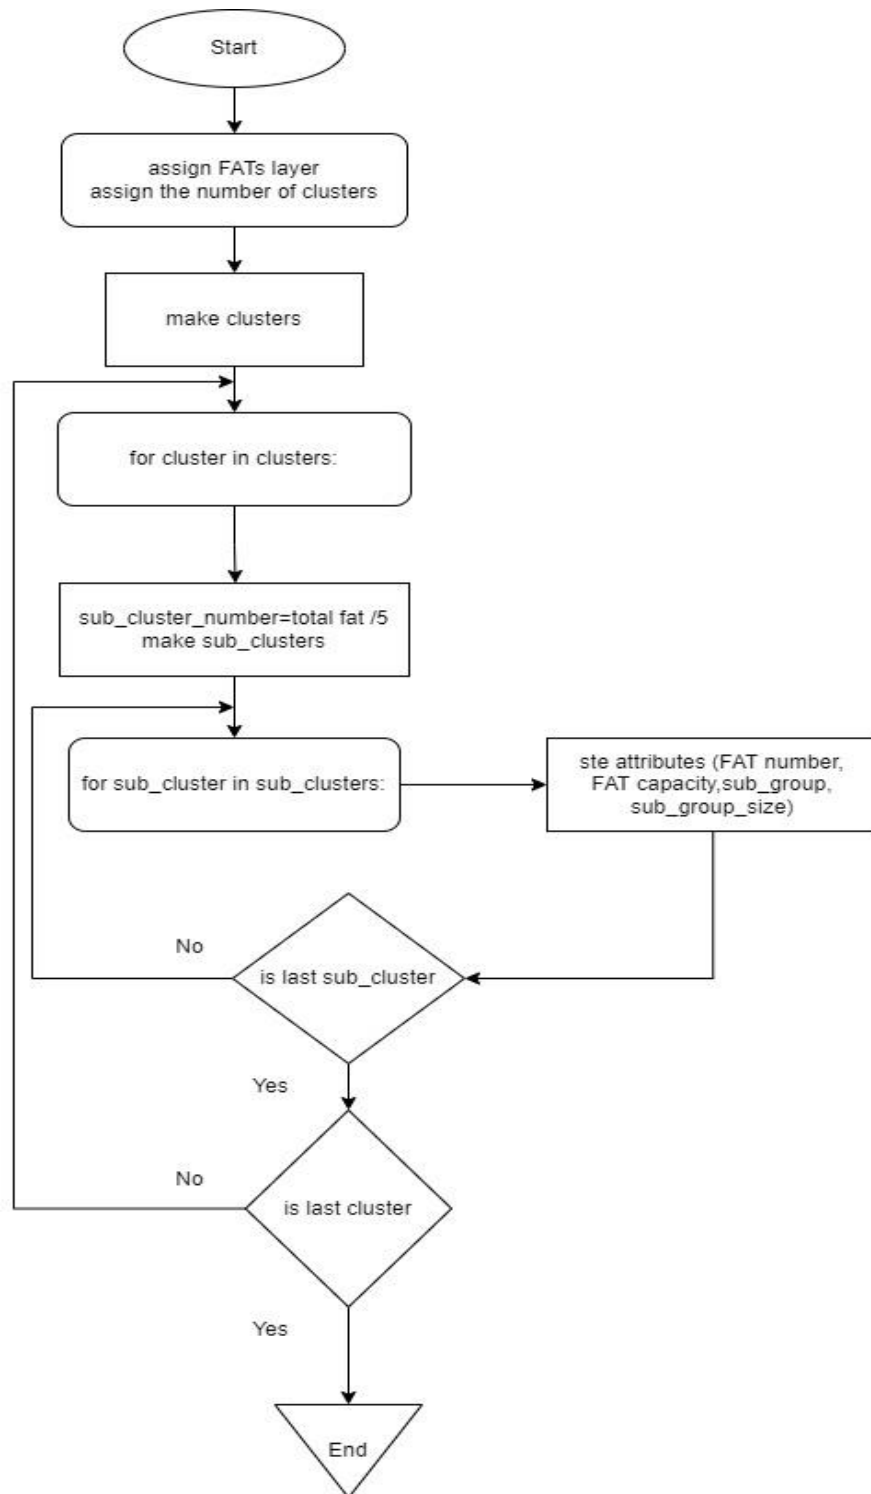 Start
assign FATs layer
assign the number of clusters
make clusters
for cluster in clusters:
sub_cluster_number=total fat /5
make sub_clusters
for sub_cluster in sub_clusters:
ste attributes (FAT number,
FAT capacity,sub_group,
sub_group_size)
No
is last sub_cluster
Yes
No
is last cluster
Yes
End